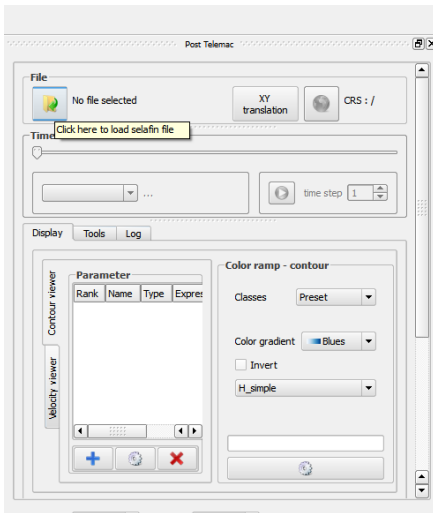 Post Telemac
File
No file selected
XY
translation
CRS : /
Click here to load selafin file
Time
...
time step
1
Display
Tools
Log
Contour viewer
Velocity viewer
Parameter
Rank
Name
Type
Expres
Color ramp - contour
Classes
Preset
Color gradient
Blues
Invert
H_simple